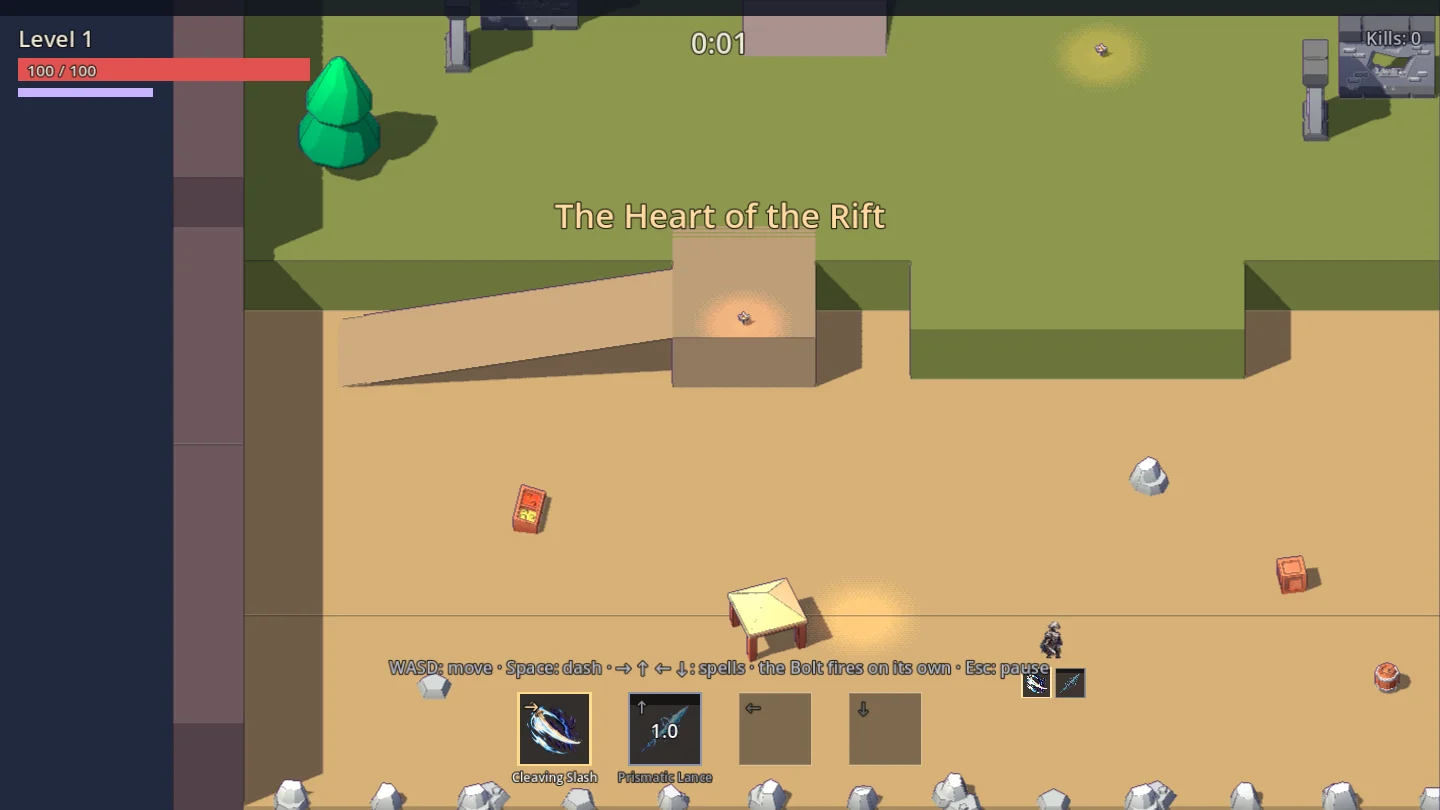 Level 1
0:01
Kills: 0
100 / 100
The Heart of the Rift
WASD: move · Space: dash · → ↑ ← ↓: spells · the Bolt fires on its own · Esc: pause
→
↑
←
↓
1.0
Cleaving Slash
Prismatic Lance